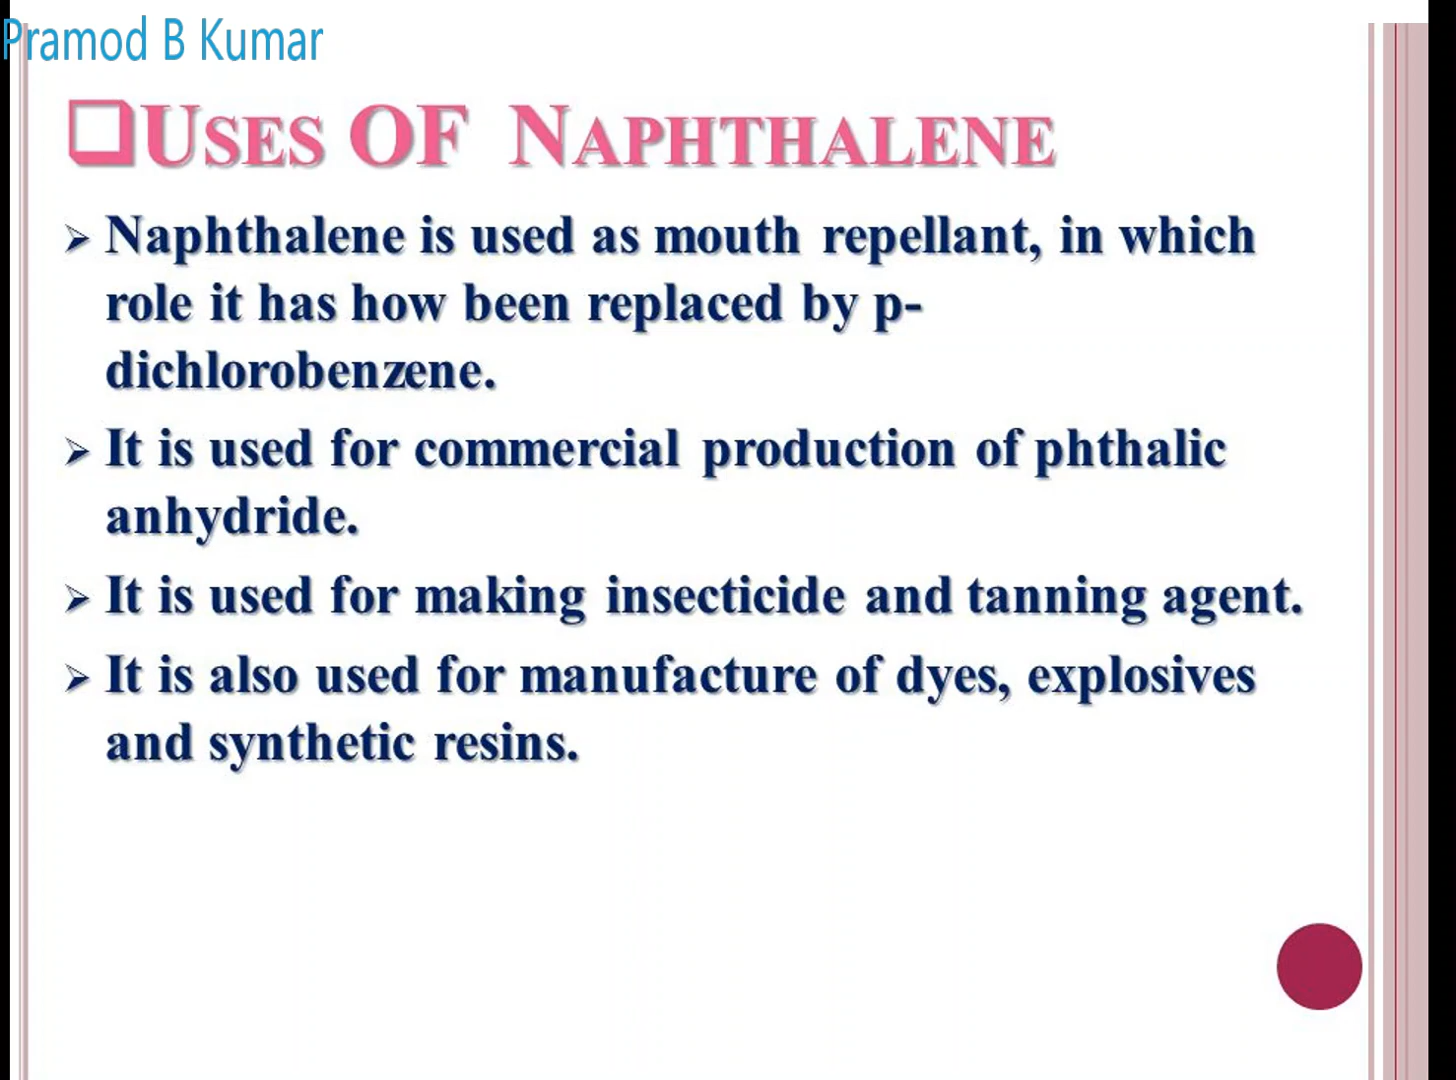 Pramod B Kumar
USES OF NAPHTHALENE
Naphthalene is used as mouth repellant, in which
role it has how been replaced by p-
dichlorobenzene.
It is used for commercial production of phthalic
anhydride.
It is used for making insecticide and tanning agent.
It is also used for manufacture of dyes, explosives
and synthetic resins.